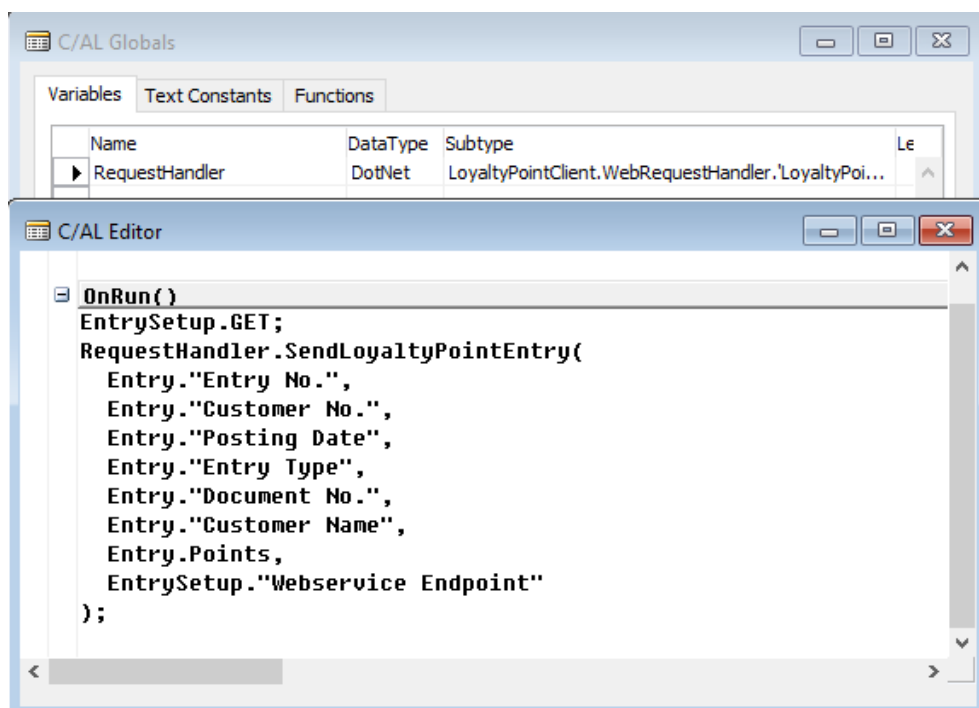 C/AL Globals
Variables Text Constants Functions
Name DataType Subtype Le
RequestHandler DotNet LoyaltyPointClient.WebRequestHandler.'LoyaltyPoi...
C/AL Editor
OnRun()
EntrySetup.GET;
RequestHandler.SendLoyaltyPointEntry(
Entry."Entry No.",
Entry."Customer No.",
Entry."Posting Date",
Entry."Entry Type",
Entry."Document No.",
Entry."Customer Name",
Entry.Points,
EntrySetup."Webservice Endpoint"
);